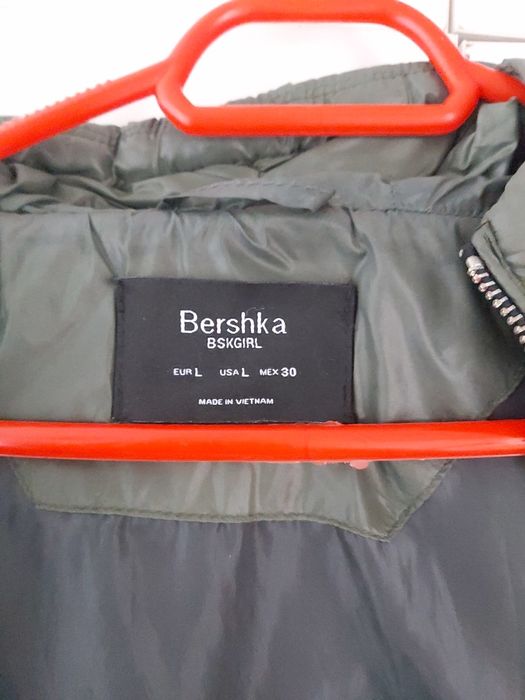 Bershka
BSKGIRL
EUR L USA L MEX 30
MADE IN VIETNAM